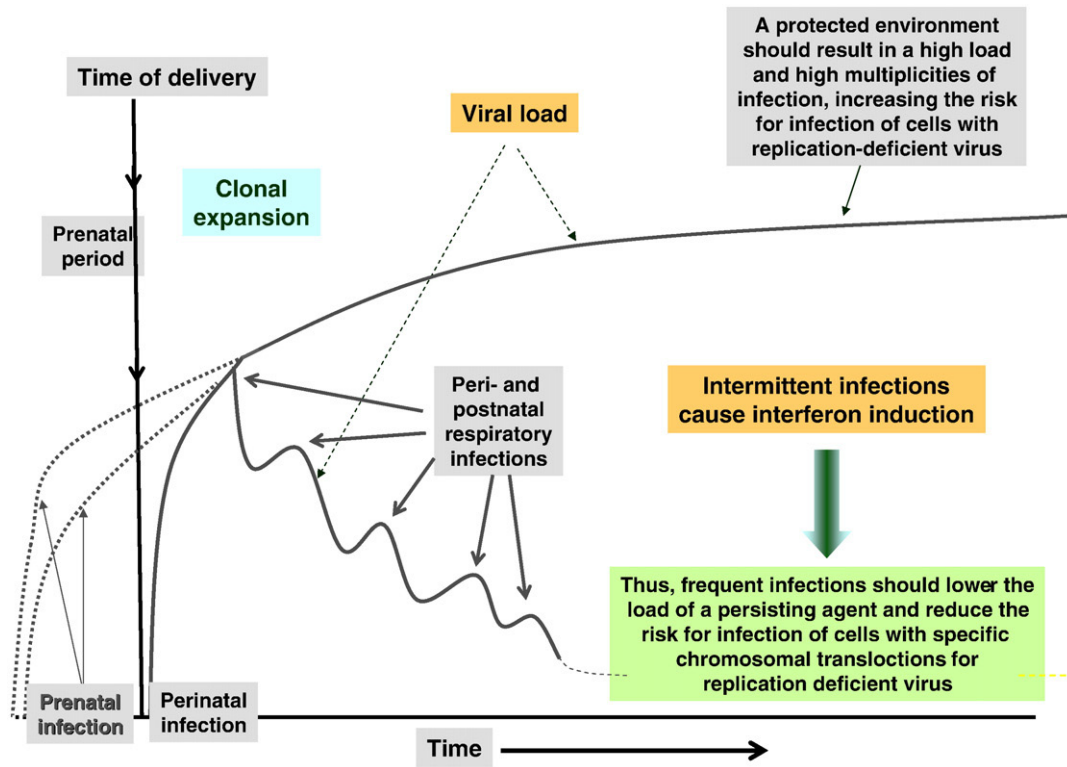 Time of delivery
A protected environment
should result in a high load
and high multiplicities of
infection, increasing the risk
for infection of cells with
replication-deficient virus
Viral load
Clonal
expansion
Prenatal
period
Peri- and
postnatal
respiratory
infections
Intermittent infections
cause interferon induction
Thus, frequent infections should lower the
load of a persisting agent and reduce the
risk for infection of cells with specific
chromosomal transloctions for
replication deficient virus
Prenatal
infection
Perinatal
infection
Time